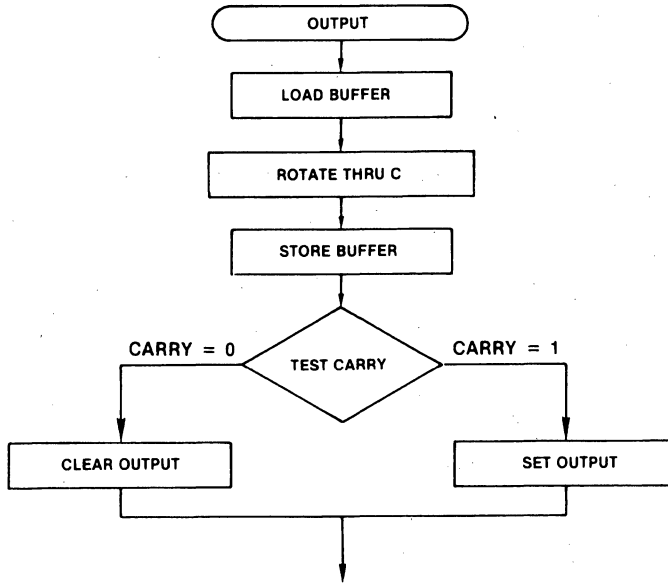 OUTPUT
LOAD BUFFER
ROTATE THRU C
STORE BUFFER
CARRY = 0
TEST CARRY
CARRY = 1
CLEAR OUTPUT
SET OUTPUT